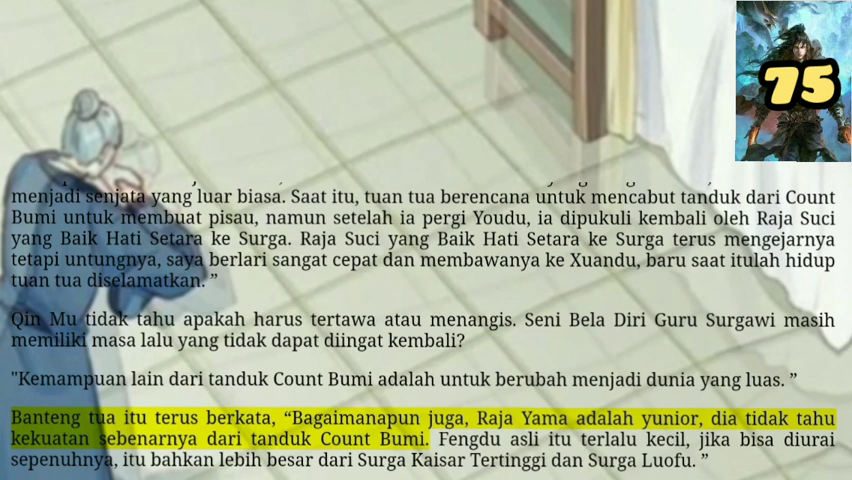 75
menjadi senjata yang luar biasa. Saat itu, tuan tua berencana untuk mencabut tanduk dari Count
Bumi untuk membuat pisau, namun setelah ia pergi Youdu, ia dipukuli kembali oleh Raja Suci
yang Baik Hati Setara ke Surga. Raja Suci yang Baik Hati Setara ke Surga terus mengejarnya
tetapi untungnya, saya berlari sangat cepat dan membawanya ke Xuandu, baru saat itulah hidup
tuan tua diselamatkan. ”
Qin Mu tidak tahu apakah harus tertawa atau menangis. Seni Bela Diri Guru Surgawi masih
memiliki masa lalu yang tidak dapat diingat kembali?
"Kemampuan lain dari tanduk Count Bumi adalah untuk berubah menjadi dunia yang luas. ”
Banteng tua itu terus berkata, “Bagaimanapun juga, Raja Yama adalah yunior, dia tidak tahu
kekuatan sebenarnya dari tanduk Count Bumi. Fengdu asli itu terlalu kecil, jika bisa diurai
sepenuhnya, itu bahkan lebih besar dari Surga Kaisar Tertinggi dan Surga Luofu. ”